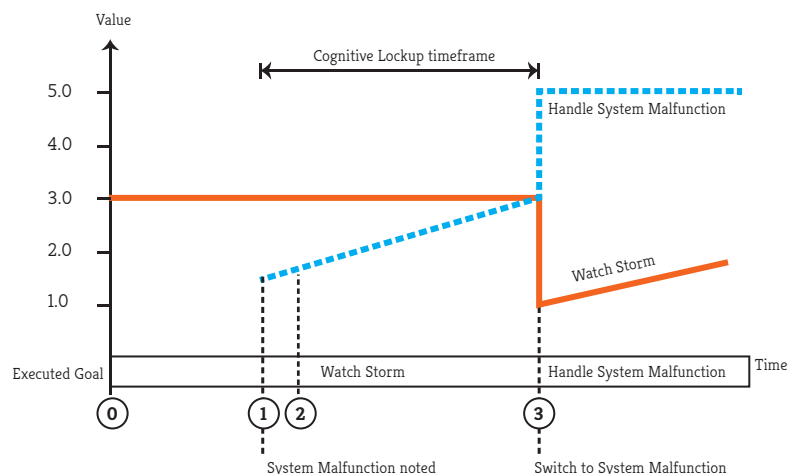 Value
Cognitive Lockup timeframe
5.0
Handle System Malfunction
4.0
3.0
2.0
Watch Storm
1.0
Executed Goal
Watch Storm
Handle System Malfunction
Time
0
1
2
3
System Malfunction noted
Switch to System Malfunction